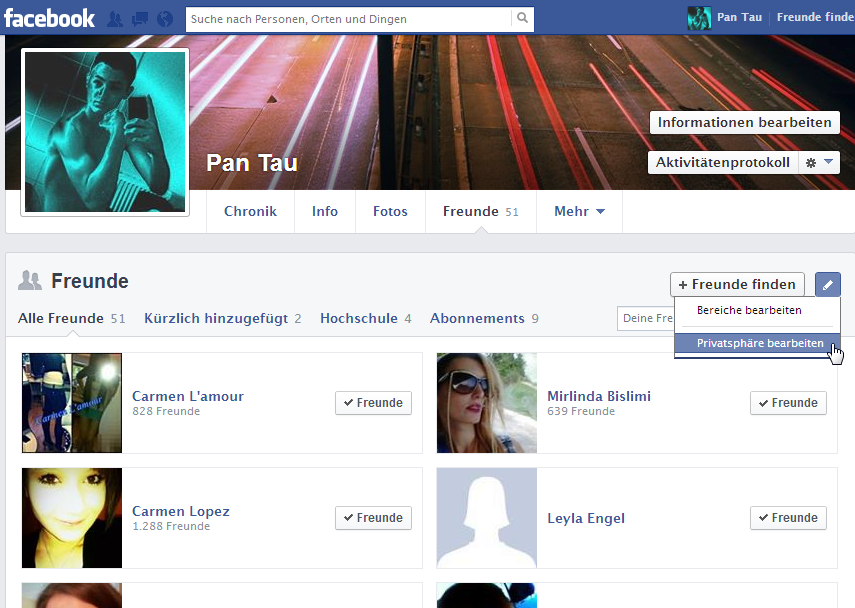 facebook
Suche nach Personen, Orten und Dingen
Pan Tau
Freunde finde
Informationen bearbeiten
Pan Tau
Aktivitätenprotokoll
Chronik
Info
Fotos
Freunde 51
Mehr
Freunde
+ Freunde finden
Bereiche bearbeiten
Privatsphäre bearbeiten
Alle Freunde 51
Kürzlich hinzugefügt 2
Hochschule 4
Abonnements 9
Deine Fre
Carmen L'amour
Carmen L'amour
828 Freunde
Freunde
Mirlinda Bislimi
639 Freunde
Freunde
Carmen Lopez
1.288 Freunde
Freunde
Leyla Engel
Freunde